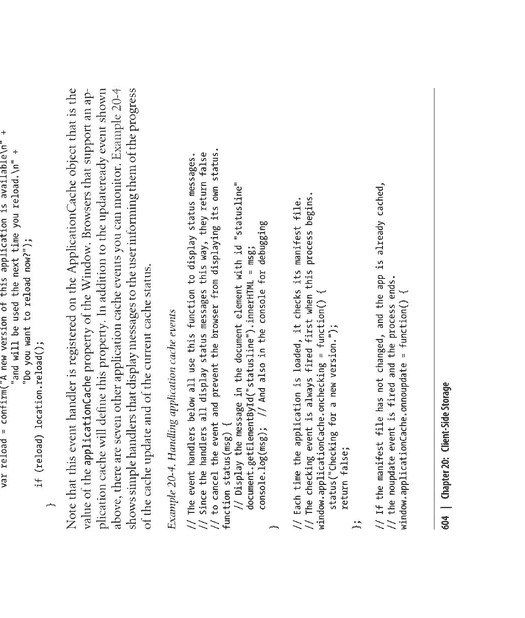 var reload = confirm("A new version of this application is available\n" +
"and will be used the next time you reload.\n" +
"Do you want to reload now?");
if (reload) location.reload();
}
Note that this event handler is registered on the ApplicationCache object that is the
value of the applicationCache property of the Window. Browsers that support an ap-
plication cache will define this property. In addition to the updateready event shown
above, there are seven other application cache events you can monitor. Example 20-4
shows simple handlers that display messages to the user informing them of the progress
of the cache update and of the current cache status.
Example 20-4. Handling application cache events
// The event handlers below all use this function to display status messages.
// Since the handlers all display status messages this way, they return false
// to cancel the event and prevent the browser from displaying its own status.
function status(msg) {
// Display the message in the document element with id "statusline"
document.getElementById("statusline").innerHTML = msg;
console.log(msg); // And also in the console for debugging
}
// Each time the application is loaded, it checks its manifest file.
// The checking event is always fired first when this process begins.
window.applicationCache.onchecking = function() {
status("Checking for a new version.");
return false;
};
// If the manifest file has not changed, and the app is already cached,
// the noupdate event is fired and the process ends.
window.applicationCache.onnoupdate = function() {
604 | Chapter 20: Client-Side Storage